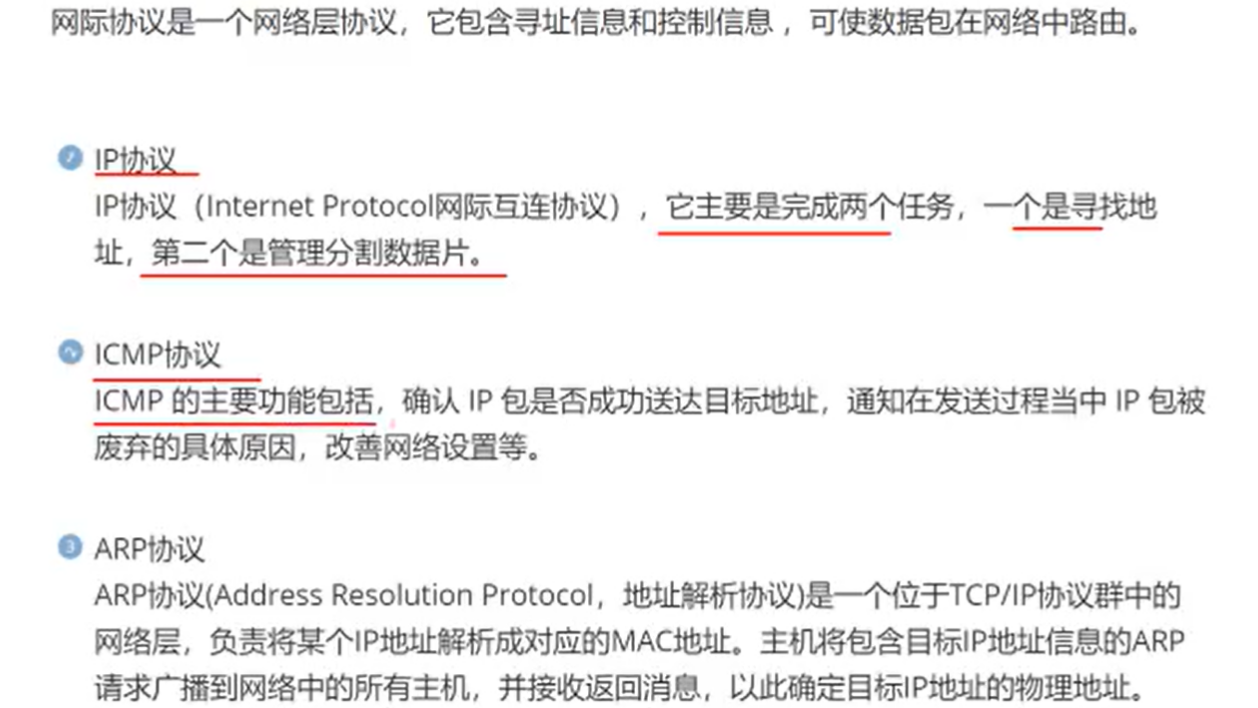 网际协议是一个网络层协议，它包含寻址信息和控制信息 ，可使数据包在网络中路由。
IP协议
IP协议（Internet Protocol网际互连协议），它主要是完成两个任务，一个是寻找地
址，第二个是管理分割数据片。
ICMP协议
ICMP 的主要功能包括，确认 IP 包是否成功送达目标地址，通知在发送过程当中 IP 包被
废弃的具体原因，改善网络设置等。
3 ARP协议
ARP协议(Address Resolution Protocol，地址解析协议)是一个位于TCP/IP协议群中的
网络层，负责将某个IP地址解析成对应的MAC地址。主机将包含目标IP地址信息的ARP
请求广播到网络中的所有主机，并接收返回消息，以此确定目标IP地址的物理地址。